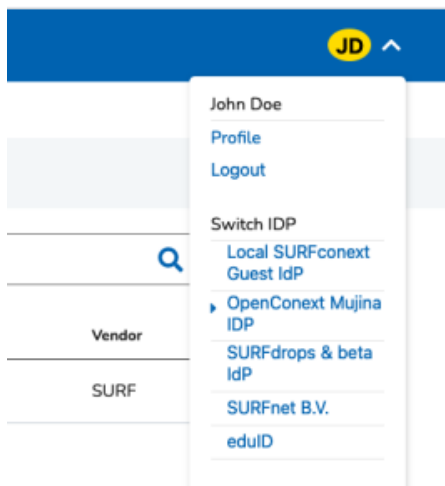 JD
John Doe
Profile
Logout
Switch IDP
Local SURFconext
Guest IdP
OpenConext Mujina
IDP
SURFdrops & beta
IdP
SURFnet B.V.
eduID
Vendor
SURF